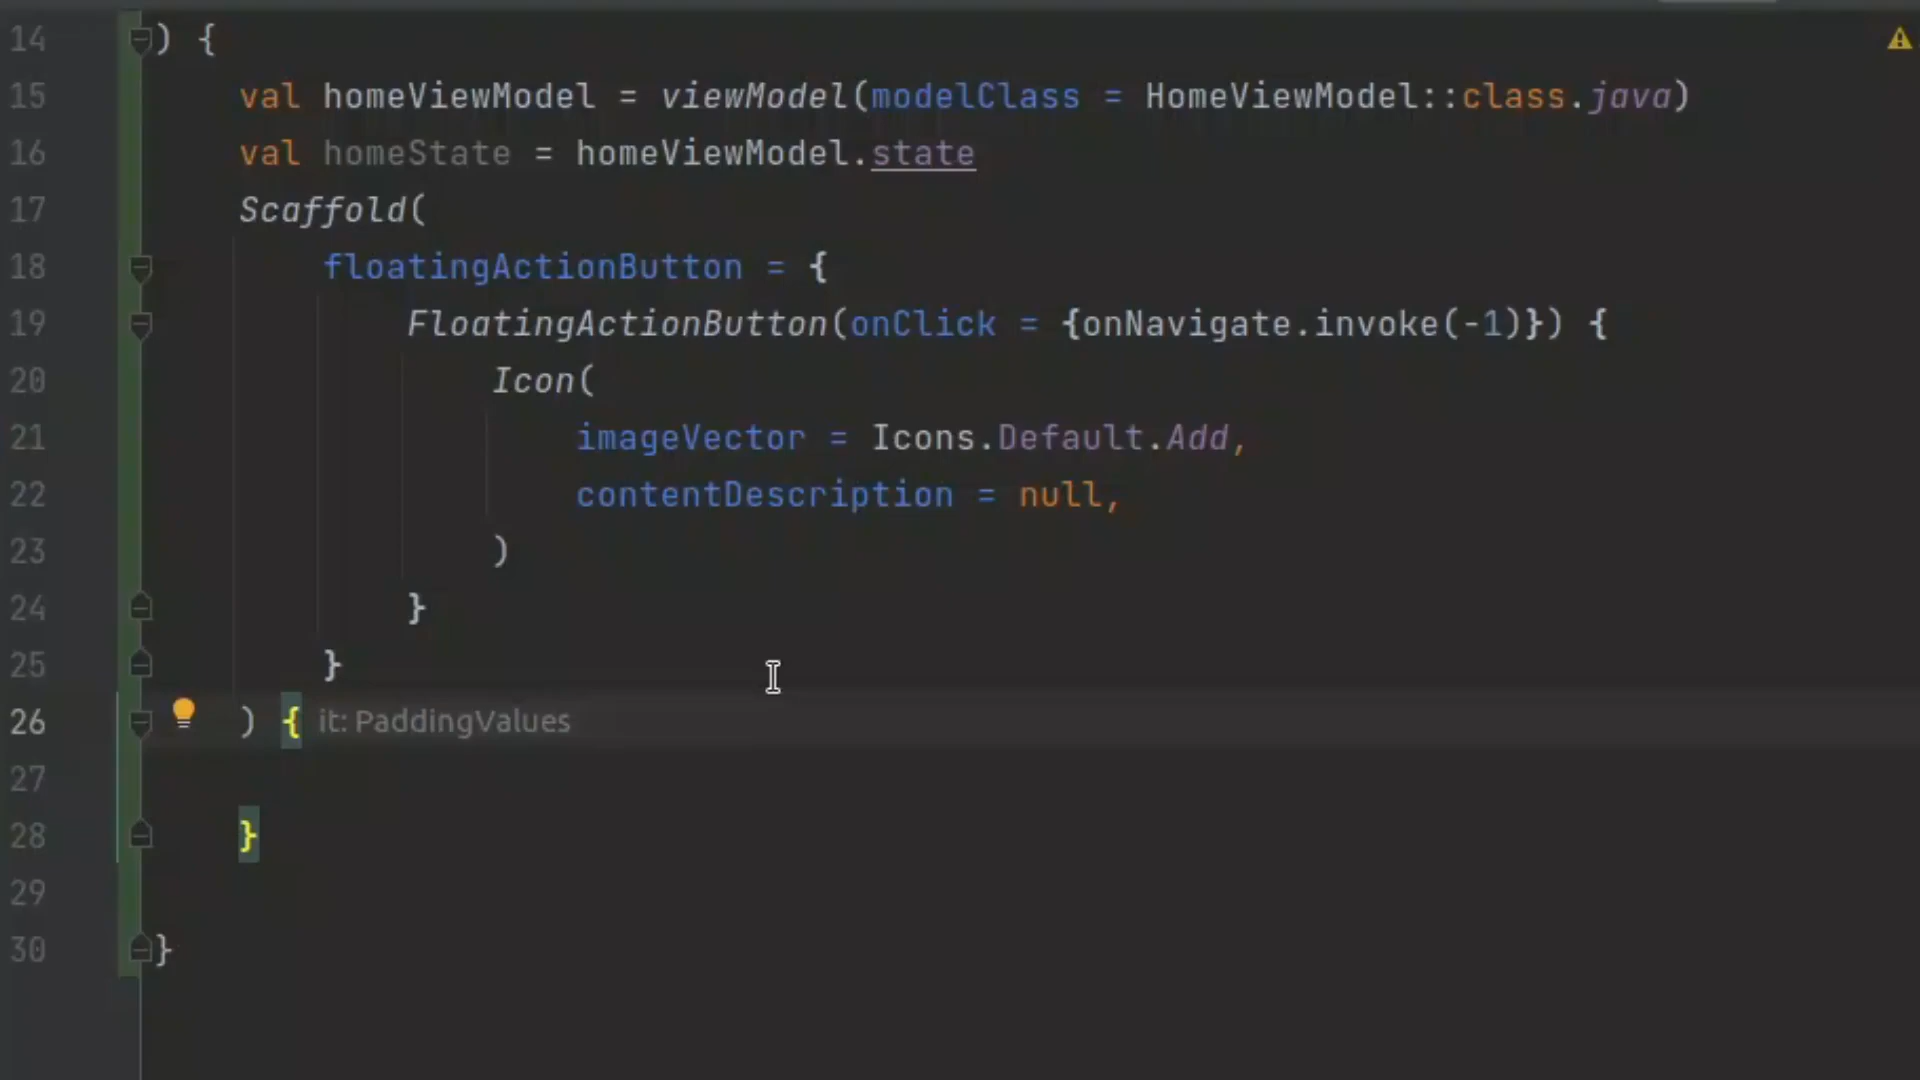 14 ) {
15 val homeViewModel = viewModel(modelClass = HomeViewModel::class.java)
16 val homeState = homeViewModel.state
17 Scaffold(
18 floatingActionButton = {
19 FloatingActionButton(onClick = {onNavigate.invoke(-1)}) {
20 Icon(
21 imageVector = Icons.Default.Add,
22 contentDescription = null,
23 )
24 }
25 }
26 ) { it: PaddingValues
27
28 }
29
30 }